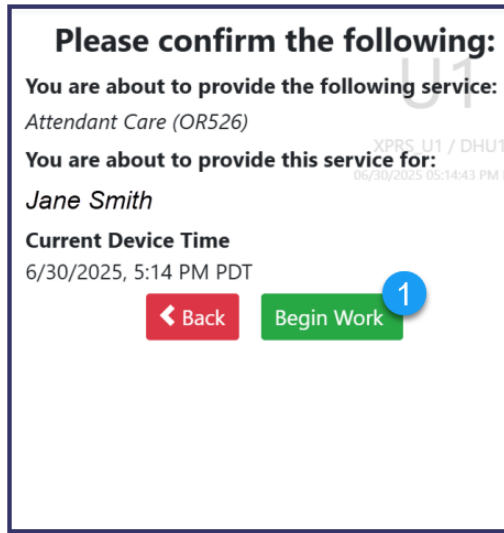 Please confirm the following:
U1
You are about to provide the following service:
Attendant Care (OR526)
XPRS_U1 / DHU1
You are about to provide this service for:
06/30/2025 05:14:43 PM
Jane Smith
Current Device Time
6/30/2025, 5:14 PM PDT
1
Back Begin Work